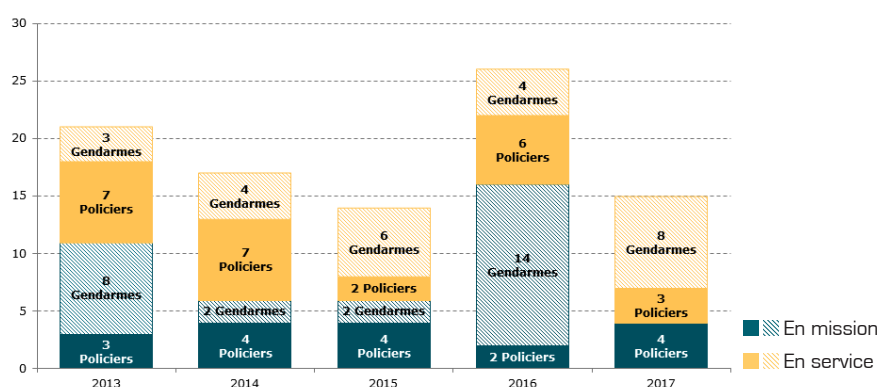 30
25
20
15
10
5
0
3
Gendarmes
7
Policiers
8
Gendarmes
3
Policiers
4
Gendarmes
7
Policiers
2 Gendarmes
4
Policiers
6
Gendarmes
2 Policiers
2 Gendarmes
4
Policiers
4
Gendarmes
6
Policiers
14
Gendarmes
2 Policiers
8
Gendarmes
3
Policiers
4
Policiers
2013 2014 2015 2016 2017
En mission
En service